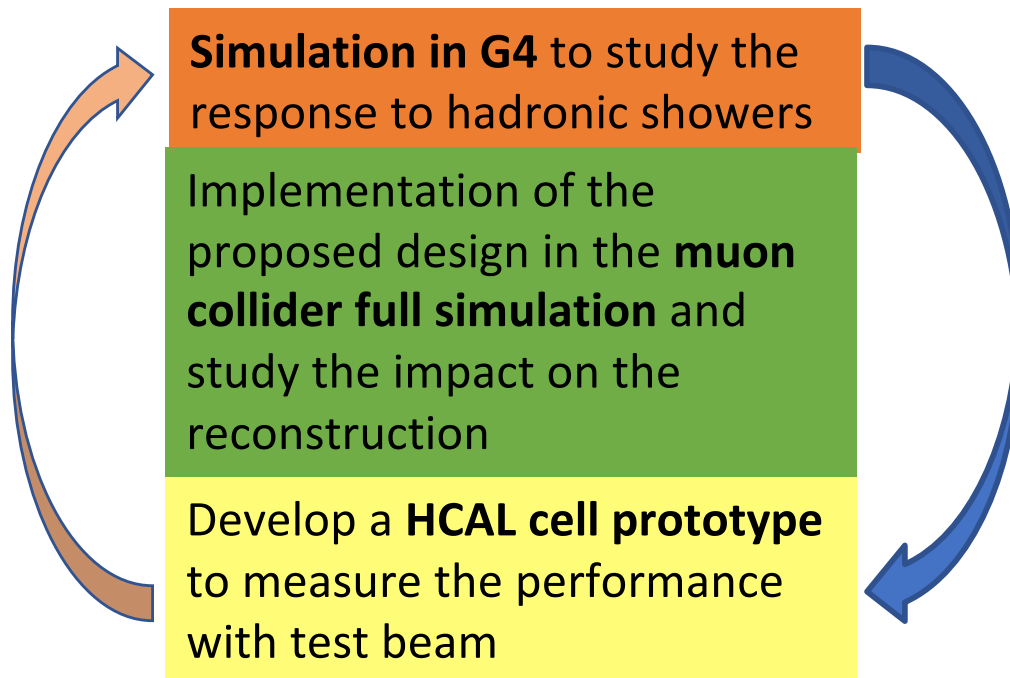 Simulation in G4 to study the
response to hadronic showers
Implementation of the
proposed design in the muon
collider full simulation and
study the impact on the
reconstruction
Develop a HCAL cell prototype
to measure the performance
with test beam